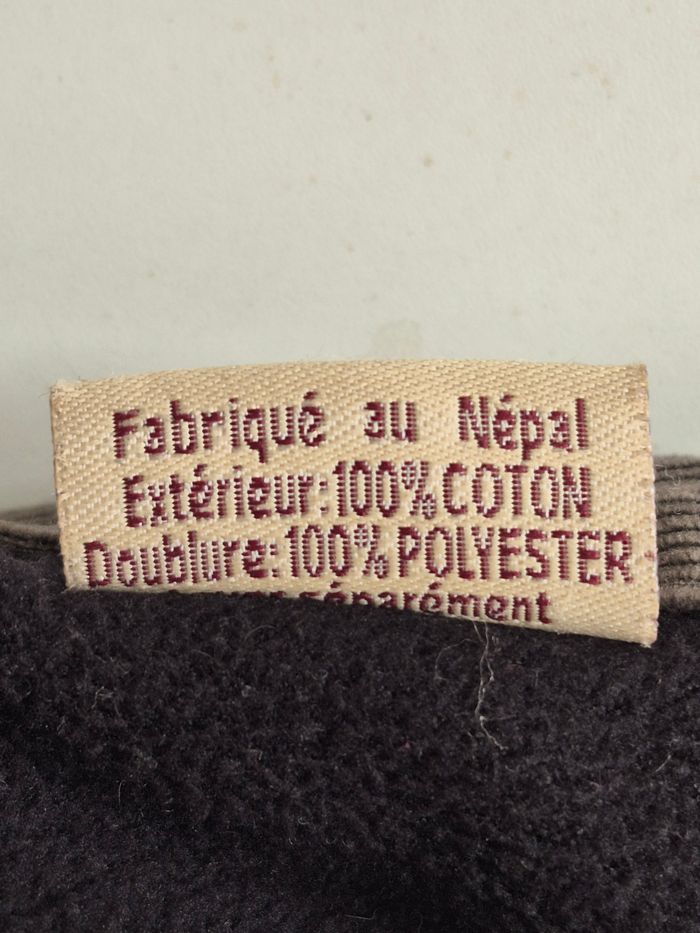 Fabriqué au Népal
Extérieur:100%COTON
Doublure:100%POLYESTER
séparément